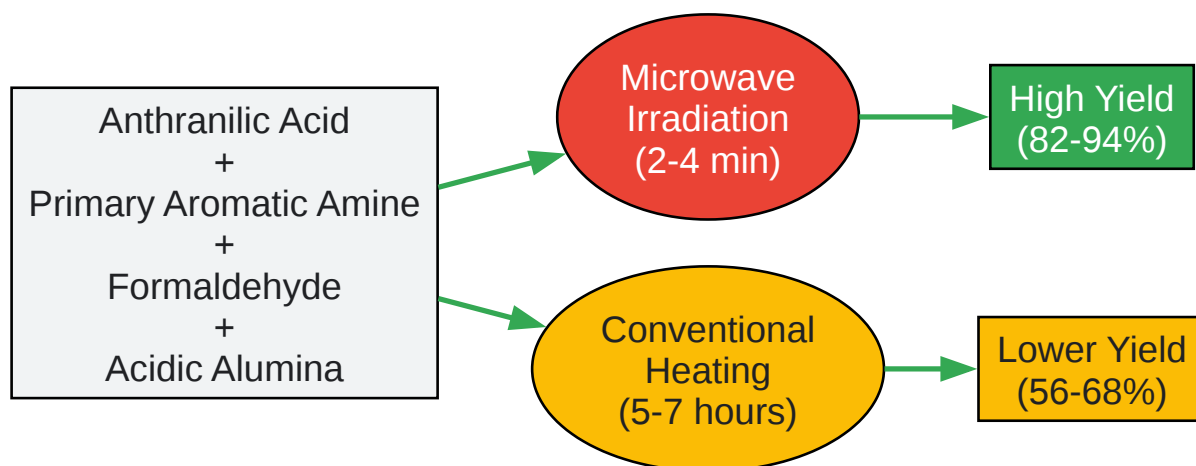 Anthranilic Acid
+
Primary Aromatic Amine
+
Formaldehyde
+
Acidic Alumina
Microwave
Irradiation
(2-4 min)
High Yield
(82-94%)
Conventional
Heating
(5-7 hours)
Lower Yield
(56-68%)